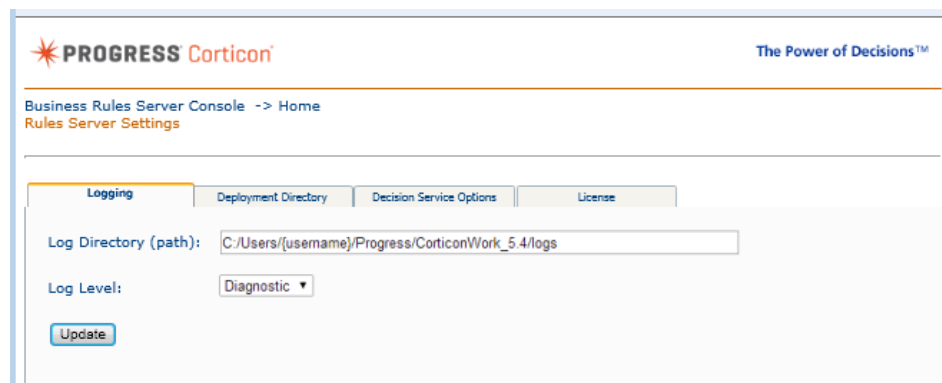 PROGRESS Corticon
The Power of Decisions™
Business Rules Server Console -> Home
Rules Server Settings
Logging
Deployment Directory
Decision Service Options
License
Log Directory (path): C:/Users/{username}/Progress/CorticonWork_5.4/logs
Log Level: Diagnostic
Update